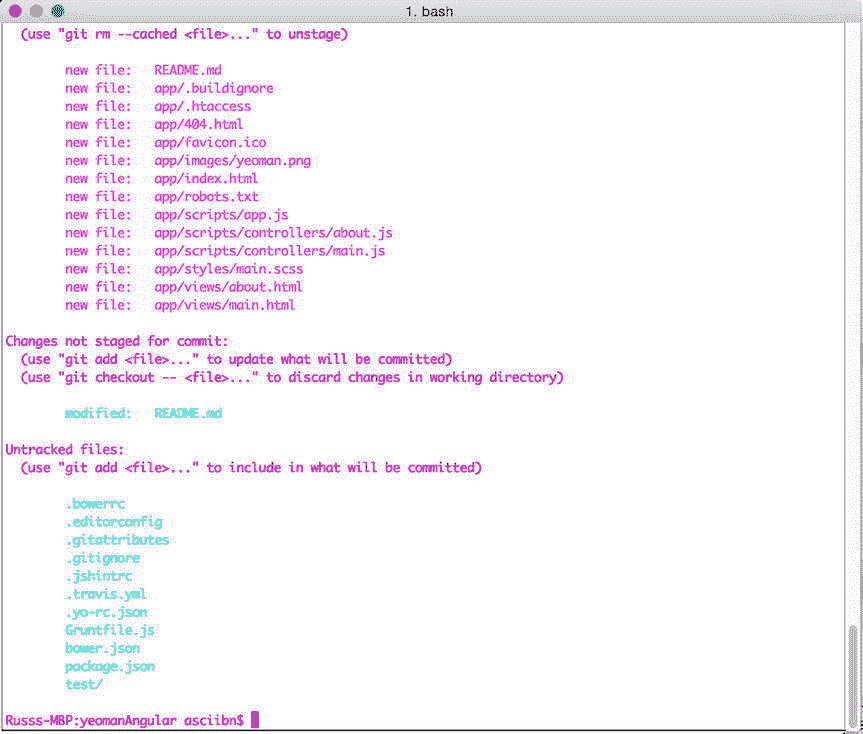 1. bash
(use "git rm --cached <file>..." to unstage)
new file: README.md
new file: app/.buildignore
new file: app/.htaccess
new file: app/404.html
new file: app/favicon.ico
new file: app/images/yeoman.png
new file: app/index.html
new file: app/robots.txt
new file: app/scripts/app.js
new file: app/scripts/controllers/about.js
new file: app/scripts/controllers/main.js
new file: app/styles/main.scss
new file: app/views/about.html
new file: app/views/main.html
Changes not staged for commit:
(use "git add <file>..." to update what will be committed)
(use "git checkout -- <file>..." to discard changes in working directory)
modified: README.md
Untracked files:
(use "git add <file>..." to include in what will be committed)
.bowerrc
.editorconfig
.gitattributes
.gitignore
.jshintrc
.travis.yml
.yo-rc.json
Gruntfile.js
bower.json
package.json
test/
Russs-MBP:yeomanAngular asciibn$